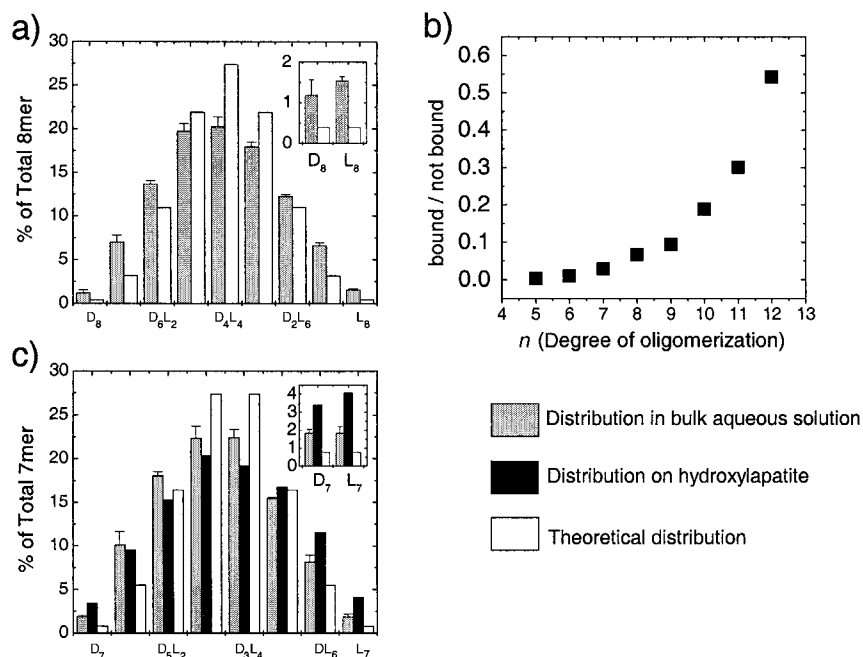 a)
% of Total 8mer
30
25
20
15
10
5
0
D₈ D₆L₂ D₄L₄ D₂L₆ L₈
2
1
0
D₈ L₈
b)
bound / not bound
0.6
0.5
0.4
0.3
0.2
0.1
0.0
4 5 6 7 8 9 10 11 12 13
n (Degree of oligomerization)
c)
% of Total 7mer
30
25
20
15
10
5
0
D₇ D₅L₂ D₃L₄ DL₆ L₇
4
3
2
1
0
D₇ L₇
Distribution in bulk aqueous solution
Distribution on hydroxylapatite
Theoretical distribution